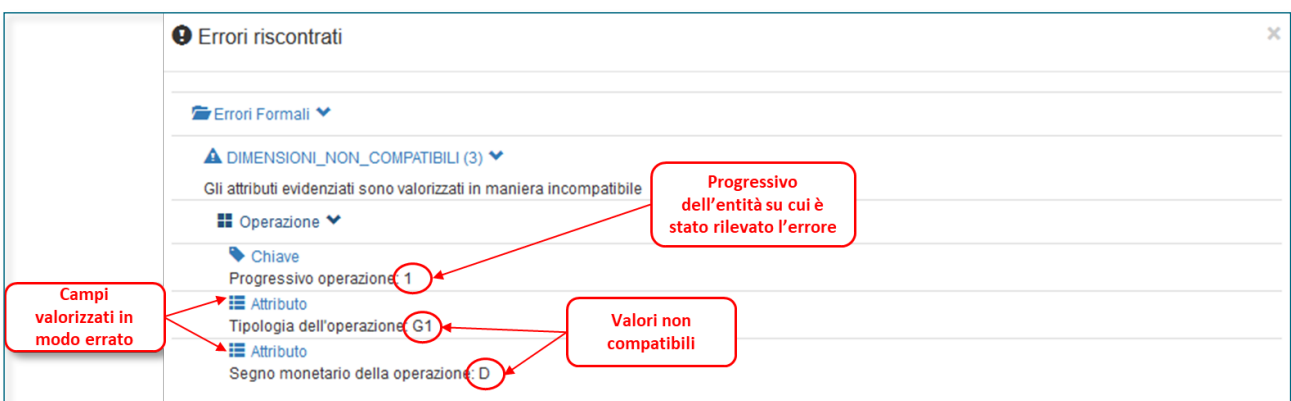 Errori riscontrati
×
Errori Formali
DIMENSIONI_NON_COMPATIBILI (3)
Gli attributi evidenziati sono valorizzati in maniera incompatibile
Progressivo
dell’entità su cui è
stato rilevato l’errore
Operazione
Chiave
Progressivo operazione: 1
Campi
valorizzati in
modo errato
Attributo
Tipologia dell'operazione: G1
Valori non
compatibili
Attributo
Segno monetario della operazione: D